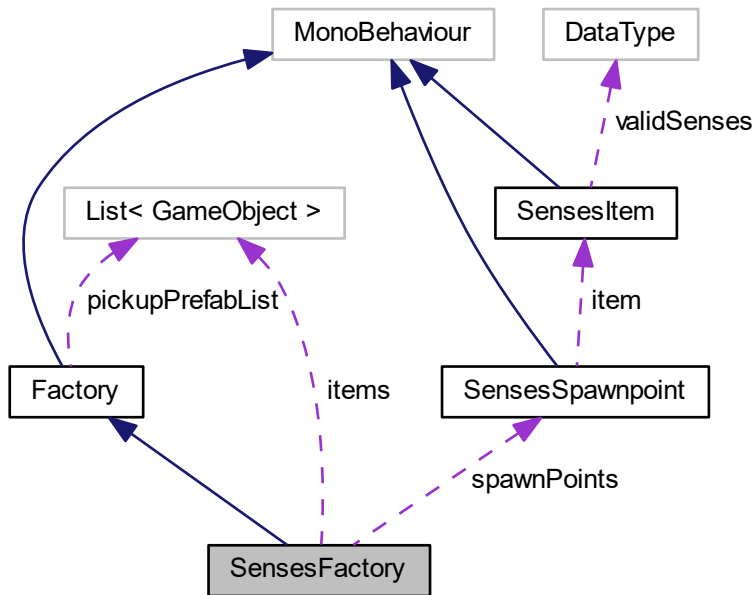 MonoBehaviour
DataType
validSenses
List< GameObject >
SensesItem
pickupPrefabList
item
Factory
items
SensesSpawnpoint
spawnPoints
SensesFactory